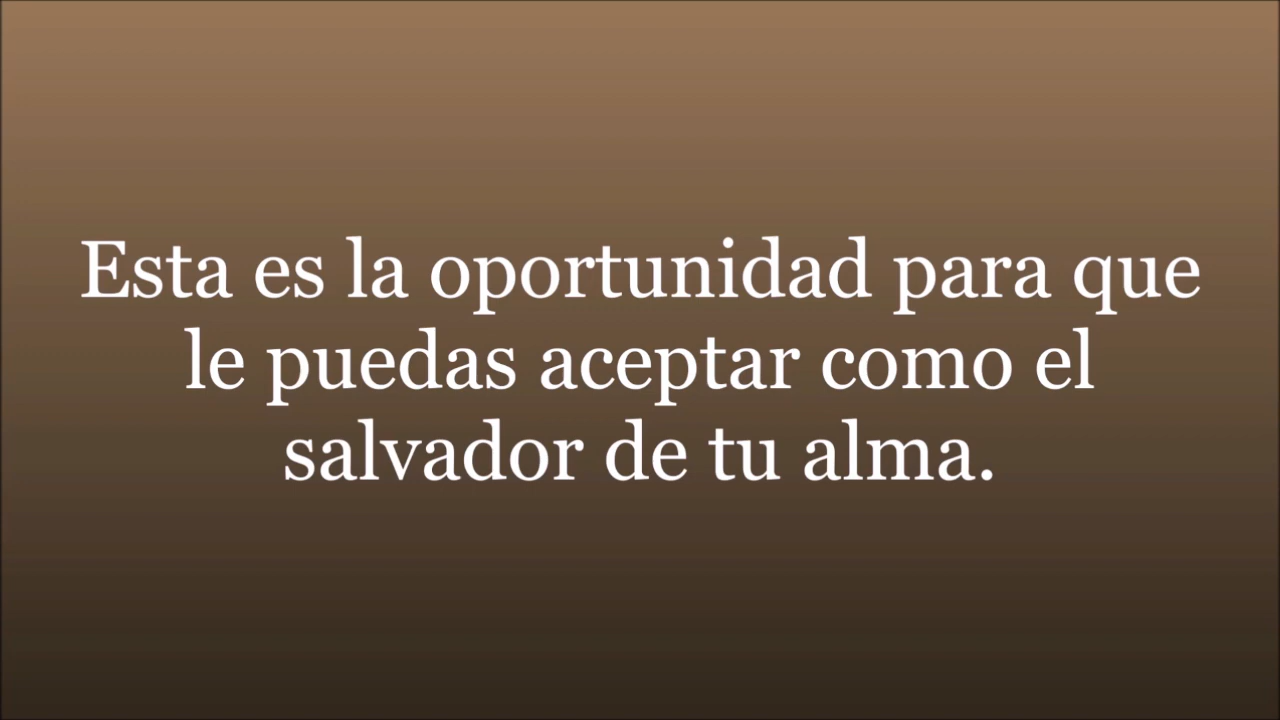 Esta es la oportunidad para que
le puedas aceptar como el
salvador de tu alma.